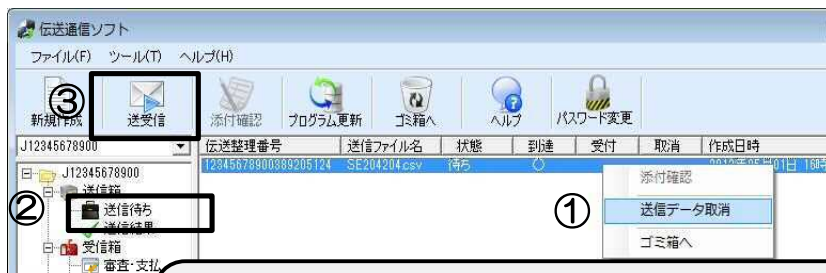 伝送通信ソフト
ファイル(F) ツール(T) ヘルプ(H)
③
新規作成 送受信 添付確認 プログラム更新 ゴミ箱へ ヘルプ パスワード変更
J12345678900 伝送整理番号 送信ファイル名 状態 到達 受付 取消 作成日時
12345678900389205124 SE204204.csv 待ち ○
J12345678900
送信箱
② 送信待ち
送信結果
受信箱
審査・支払
添付確認
① 送信データ取消
ゴミ箱へ